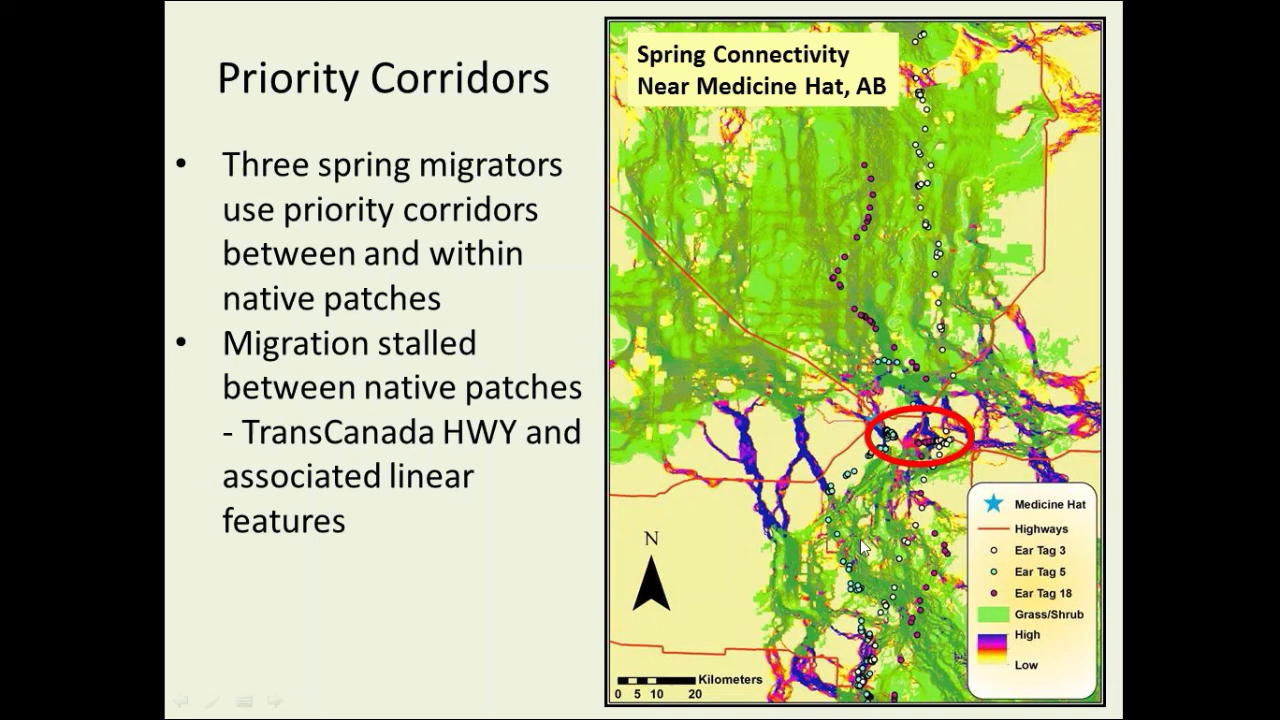 Priority Corridors
• Three spring migrators
use priority corridors
between and within
native patches
• Migration stalled
between native patches
- TransCanada HWY and
associated linear
features
Spring Connectivity
Near Medicine Hat, AB
N
Kilometers
0 5 10 20
Medicine Hat
Highways
Ear Tag 3
Ear Tag 5
Ear Tag 18
Grass/Shrub
High
Low